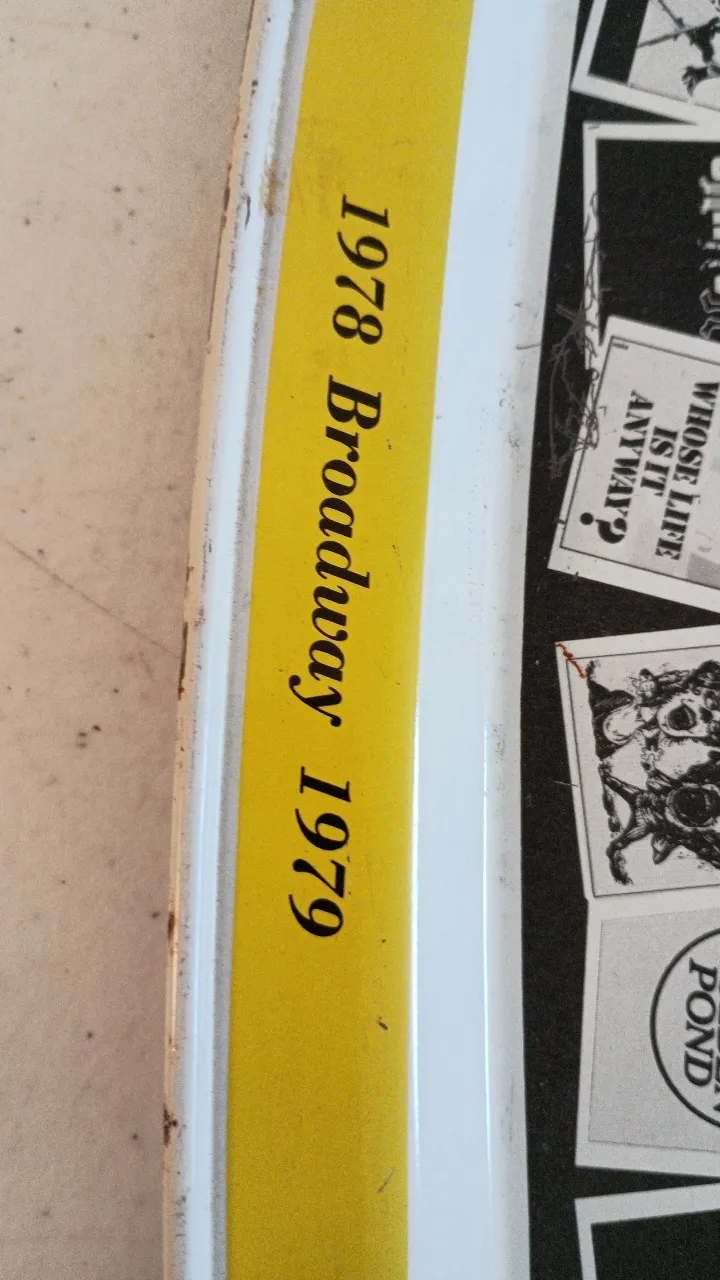 1978 Broadway 1979
WHOSE LIFE
IS IT
ANYWAY?
POND